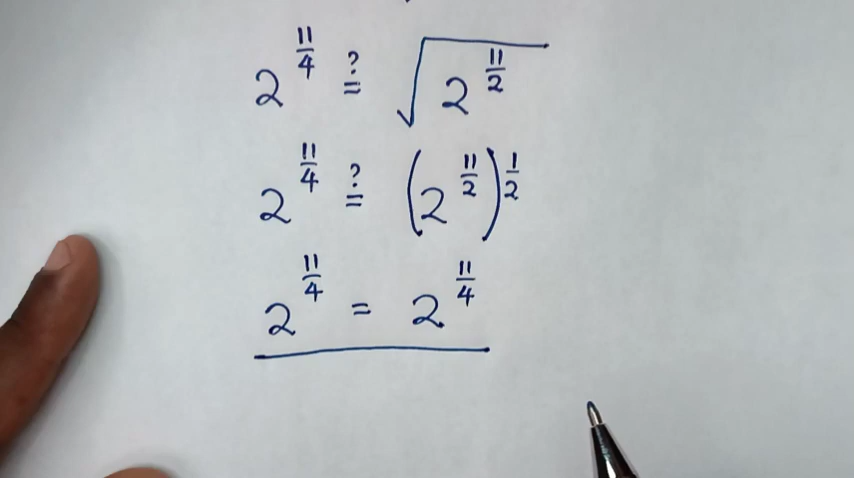 2^{11/4} ≟ √(2^{11/2})
2^{11/4} ≟ (2^{11/2})^{1/2}
2^{11/4} = 2^{11/4}